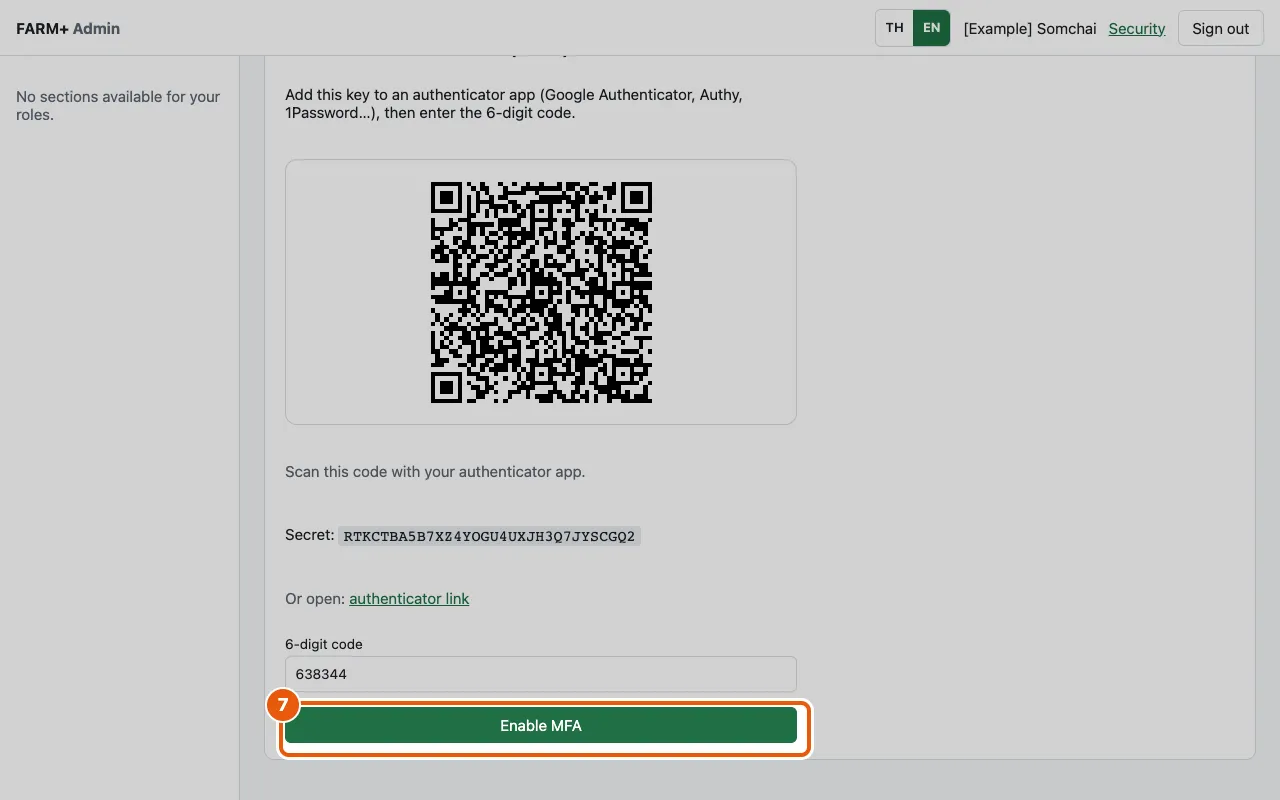 FARM+ Admin
TH
EN
[Example] Somchai
Security
Sign out
No sections available for your
roles.
Add this key to an authenticator app (Google Authenticator, Authy,
1Password…), then enter the 6-digit code.
Scan this code with your authenticator app.
Secret: RTKCTBA5B7XZ4YOGU4UXJH3Q7JYSCGQ2
Or open: authenticator link
6-digit code
638344
7
Enable MFA